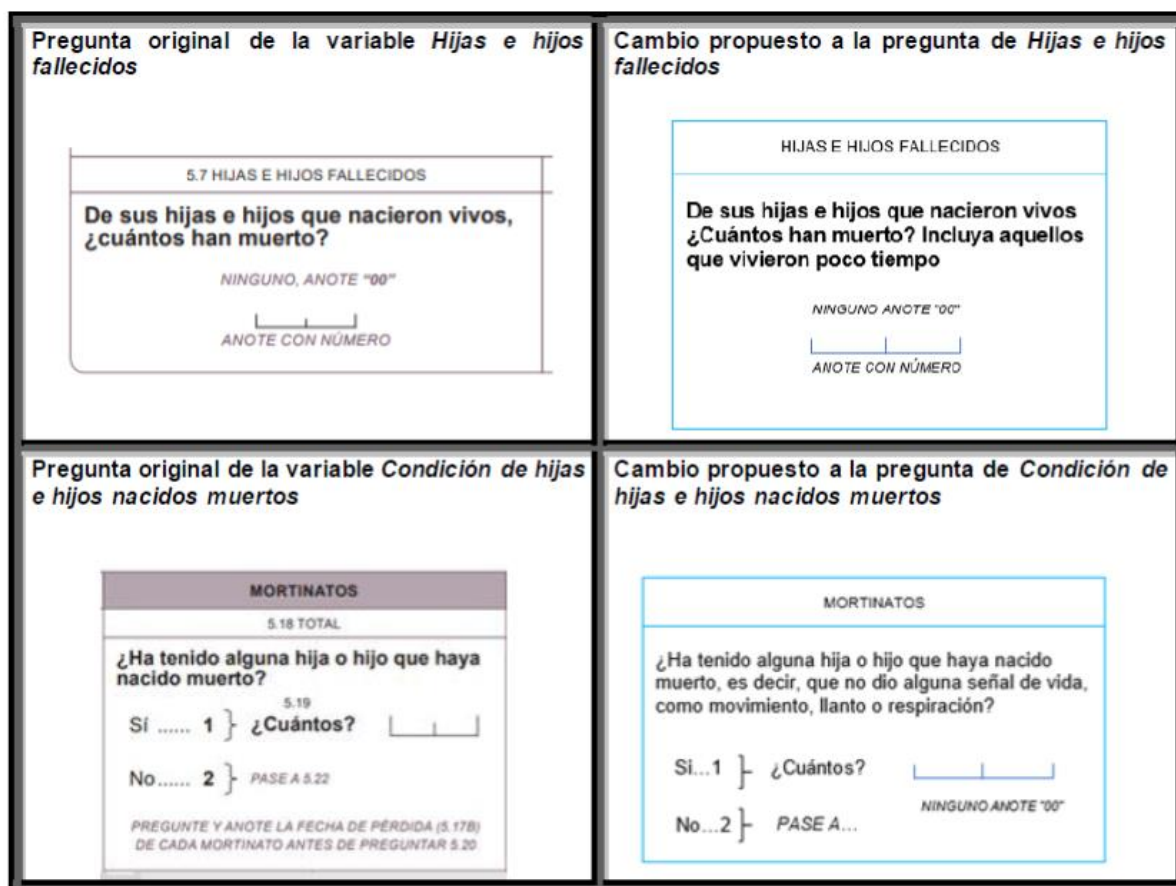 Pregunta original de la variable Hijas e hijos
fallecidos
5.7 HIJAS E HIJOS FALLECIDOS
De sus hijas e hijos que nacieron vivos,
¿cuántos han muerto?
NINGUNO, ANOTE "00"
ANOTE CON NÚMERO
Cambio propuesto a la pregunta de Hijas e hijos
fallecidos
HIJAS E HIJOS FALLECIDOS
De sus hijas e hijos que nacieron vivos
¿Cuántos han muerto? Incluya aquellos
que vivieron poco tiempo
NINGUNO ANOTE "00"
ANOTE CON NÚMERO
Pregunta original de la variable Condición de hijas
e hijos nacidos muertos
MORTINATOS
5.18 TOTAL
¿Ha tenido alguna hija o hijo que haya
nacido muerto?
5.19
Sí ...... 1 } ¿Cuántos?
No...... 2 } PASE A 5.22
PREGUNTE Y ANOTE LA FECHA DE PÉRDIDA (5.17B)
DE CADA MORTINATO ANTES DE PREGUNTAR 5.20
Cambio propuesto a la pregunta de Condición de
hijas e hijos nacidos muertos
MORTINATOS
¿Ha tenido alguna hija o hijo que haya nacido
muerto, es decir, que no dio alguna señal de vida,
como movimiento, llanto o respiración?
Sí...1 } ¿Cuántos?
NINGUNO ANOTE "00"
No...2 } PASE A...